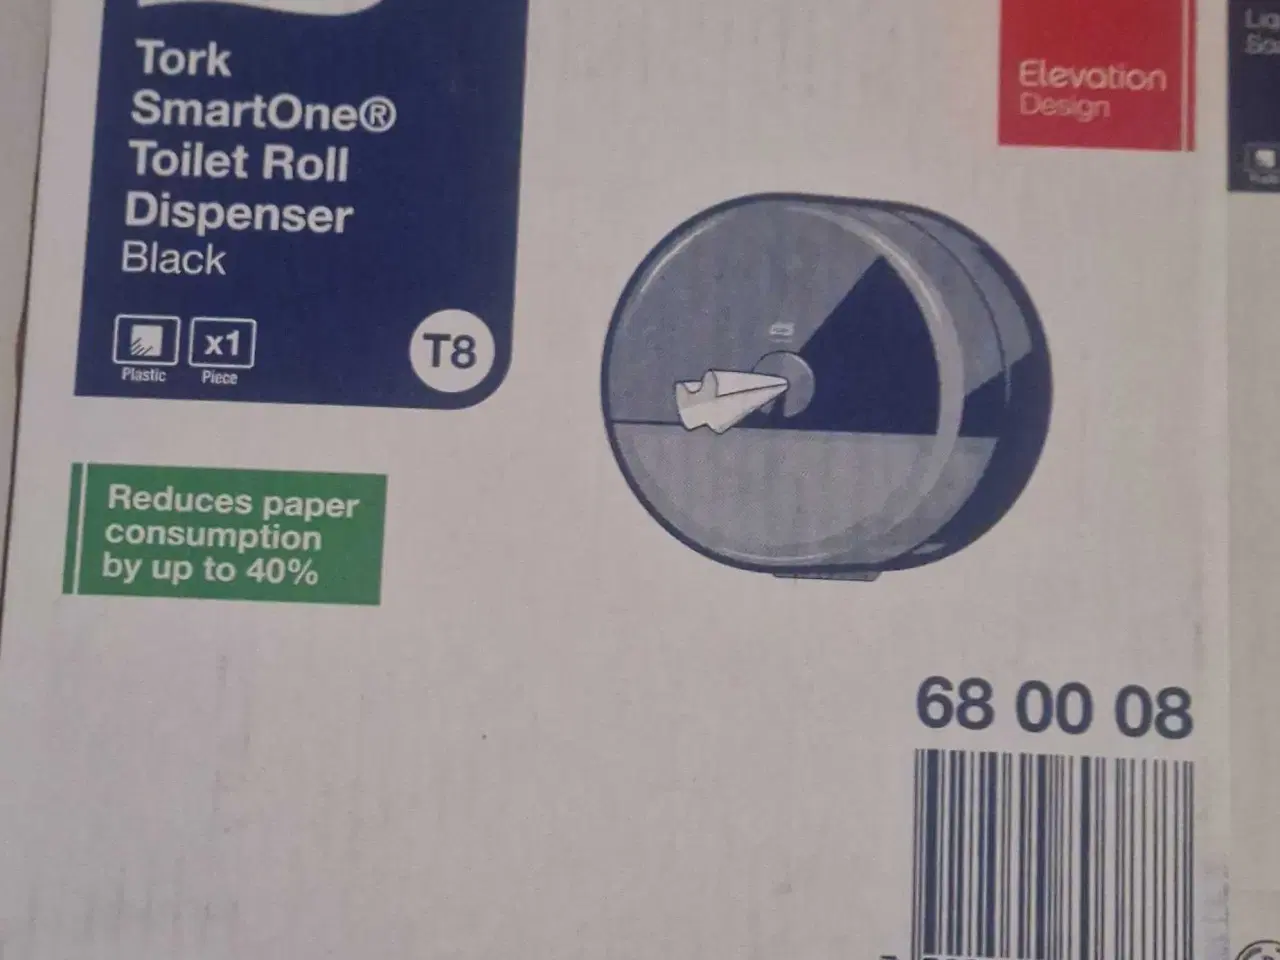 Tork
SmartOne®
Toilet Roll
Dispenser
Black
Plastic
x1
Piece
T8
Reduces paper
consumption
by up to 40%
Elevation
Design
68 00 08